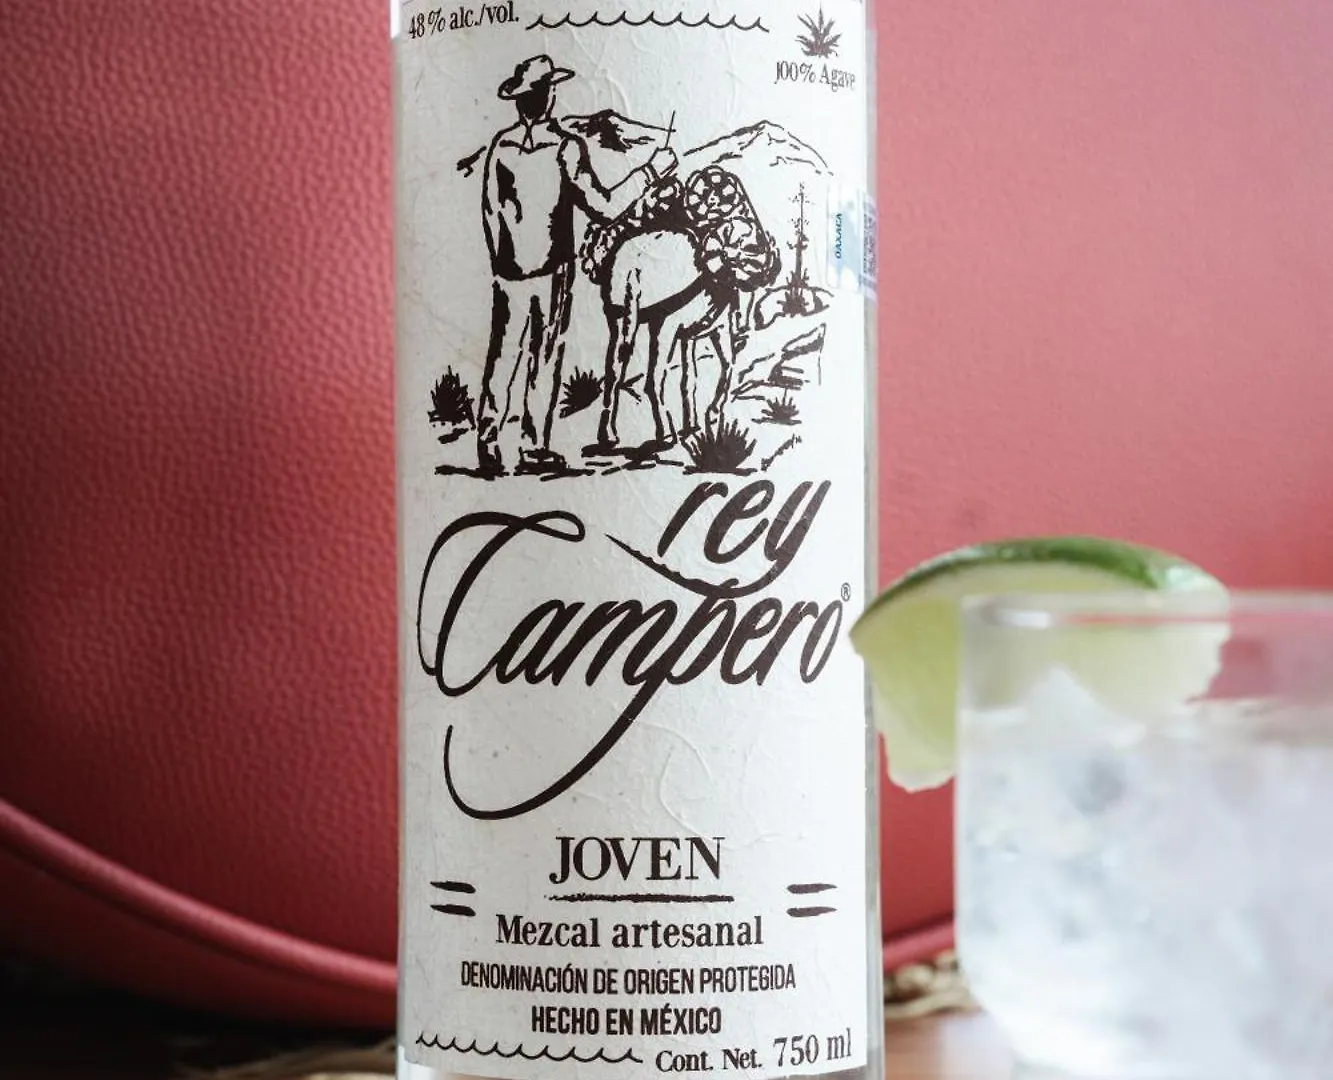 48% alc./vol.
100% Agave
OAXACA
rey
Campero®
JOVEN
Mezcal artesanal
DENOMINACIÓN DE ORIGEN PROTEGIDA
HECHO EN MÉXICO
Cont. Net. 750 ml